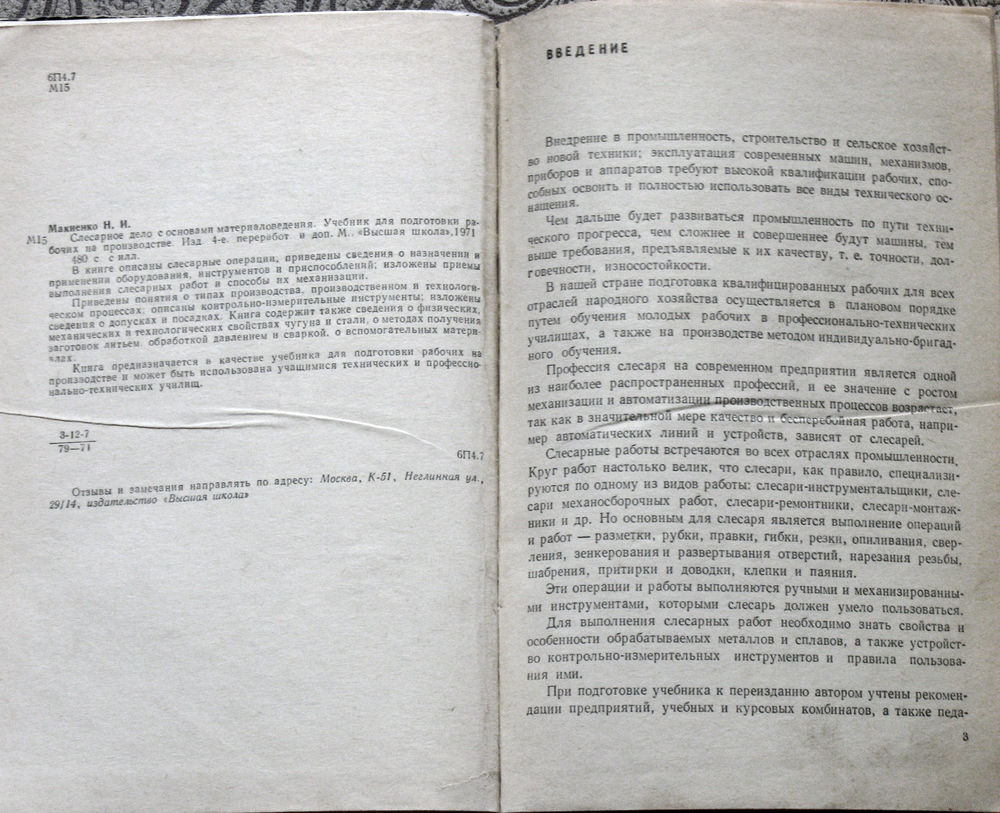 6П4.7
М15
Макиенко Н. И.
М15 Слесарное дело с основами материаловедения. Учебник для подготовки ра-
бочих на производстве. Изд. 4-е. переработ. и доп. М., «Высшая школа», 1971
480 с. с илл.
В книге описаны слесарные операции, приведены сведения о назначении и
применении оборудования, инструментов и приспособлений; изложены приемы
выполнения слесарных работ и способы их механизации.
Приведены понятия о типах производства, производственном и технологи-
ческом процессах; описаны контрольно-измерительные инструменты; изложены
сведения о допусках и посадках. Книга содержит также сведения о физических,
механических и технологических свойствах чугуна и стали, о методах получения
заготовок литьем, обработкой давлением и сваркой, о вспомогательных матери-
алах.
Книга предназначается в качестве учебника для подготовки рабочих на
производстве и может быть использована учащимися технических и профессио-
нально-технических училищ.
3-12-7
79—71
6П4.7
Отзывы и замечания направлять по адресу: Москва, К-51, Неглинная ул.,
29/14, издательство «Высшая школа»
ВВЕДЕНИЕ
Внедрение в промышленность, строительство и сельское хозяйст-
во новой техники; эксплуатация современных машин, механизмов,
приборов и аппаратов требуют высокой квалификации рабочих, спо-
собных освоить и полностью использовать все виды технического ос-
нащения.
Чем дальше будет развиваться промышленность по пути техни-
ческого прогресса, чем сложнее и совершеннее будут машины, тем
выше требования, предъявляемые к их качеству, т. е. точности, дол-
говечности, износостойкости.
В нашей стране подготовка квалифицированных рабочих для всех
отраслей народного хозяйства осуществляется в плановом порядке
путем обучения молодых рабочих в профессионально-технических
училищах, а также на производстве методом индивидуально-бригад-
ного обучения.
Профессия слесаря на современном предприятии является одной
из наиболее распространенных профессий, и ее значение с ростом
механизации и автоматизации производственных процессов возрастает,
так как в значительной мере качество и бесперебойная работа, напри-
мер автоматических линий и устройств, зависят от слесарей.
Слесарные работы встречаются во всех отраслях промышленности.
Круг работ настолько велик, что слесари, как правило, специализи-
руются по одному из видов работы: слесари-инструментальщики, сле-
сари механосборочных работ, слесари-ремонтники, слесари-монтаж-
ники и др. Но основным для слесаря является выполнение операций
и работ — разметки, рубки, правки, гибки, резки, опиливания, свер-
ления, зенкерования и развертывания отверстий, нарезания резьбы,
шабрения, притирки и доводки, клепки и паяния.
Эти операции и работы выполняются ручными и механизированны-
ми инструментами, которыми слесарь должен умело пользоваться.
Для выполнения слесарных работ необходимо знать свойства и
особенности обрабатываемых металлов и сплавов, а также устройст-
во контрольно-измерительных инструментов и правила пользова-
ния ими.
При подготовке учебника к переизданию автором учтены рекомен-
дации предприятий, учебных и курсовых комбинатов, а также педа-
3